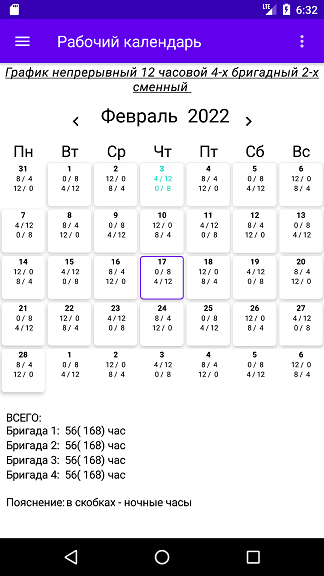 LTE 6:32
Рабочий календарь
График непрерывный 12 часовой 4-х бригадный 2-х
сменный
Февраль 2022
Пн Вт Ср Чт Пт Сб Вс
31 1 2 3 4 5 6
8 / 4 0 / 8 12 / 0 4 / 12 8 / 4 0 / 8 12 / 0
12 / 0 4 / 12 8 / 4 0 / 8 12 / 0 4 / 12 8 / 4
7 8 9 10 11 12 13
4 / 12 8 / 4 0 / 8 12 / 0 4 / 12 8 / 4 0 / 8
0 / 8 12 / 0 4 / 12 8 / 4 0 / 8 12 / 0 4 / 12
14 15 16 17 18 19 20
12 / 0 4 / 12 8 / 4 0 / 8 12 / 0 4 / 12 8 / 4
8 / 4 0 / 8 12 / 0 4 / 12 8 / 4 0 / 8 12 / 0
21 22 23 24 25 26 27
0 / 8 12 / 0 4 / 12 8 / 4 0 / 8 12 / 0 4 / 12
4 / 12 8 / 4 0 / 8 12 / 0 4 / 12 8 / 4 0 / 8
28 1 2 3 4 5 6
8 / 4 0 / 8 12 / 0 4 / 12 8 / 4 0 / 8 12 / 0
12 / 0 4 / 12 8 / 4 0 / 8 12 / 0 4 / 12 8 / 4
ВСЕГО:
Бригада 1: 56( 168) час
Бригада 2: 56( 168) час
Бригада 3: 56( 168) час
Бригада 4: 56( 168) час
Пояснение: в скобках - ночные часы